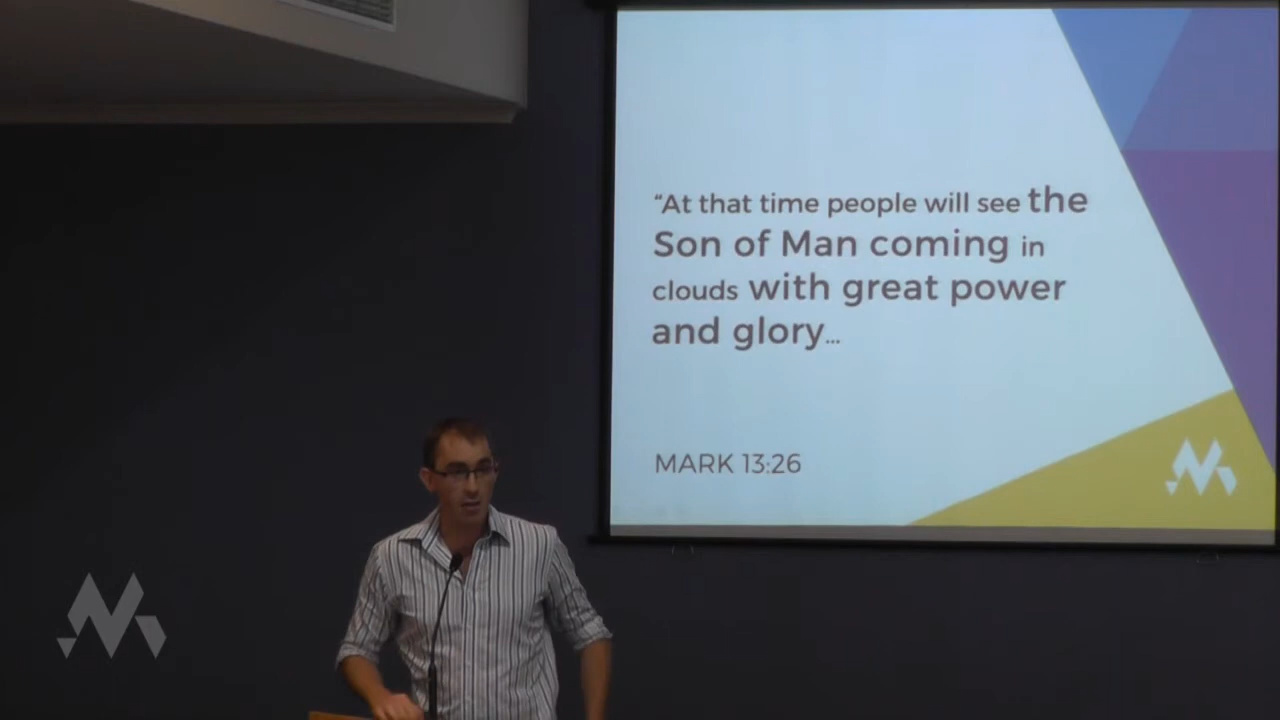 “At that time people will see the
Son of Man coming in
clouds with great power
and glory...
MARK 13:26